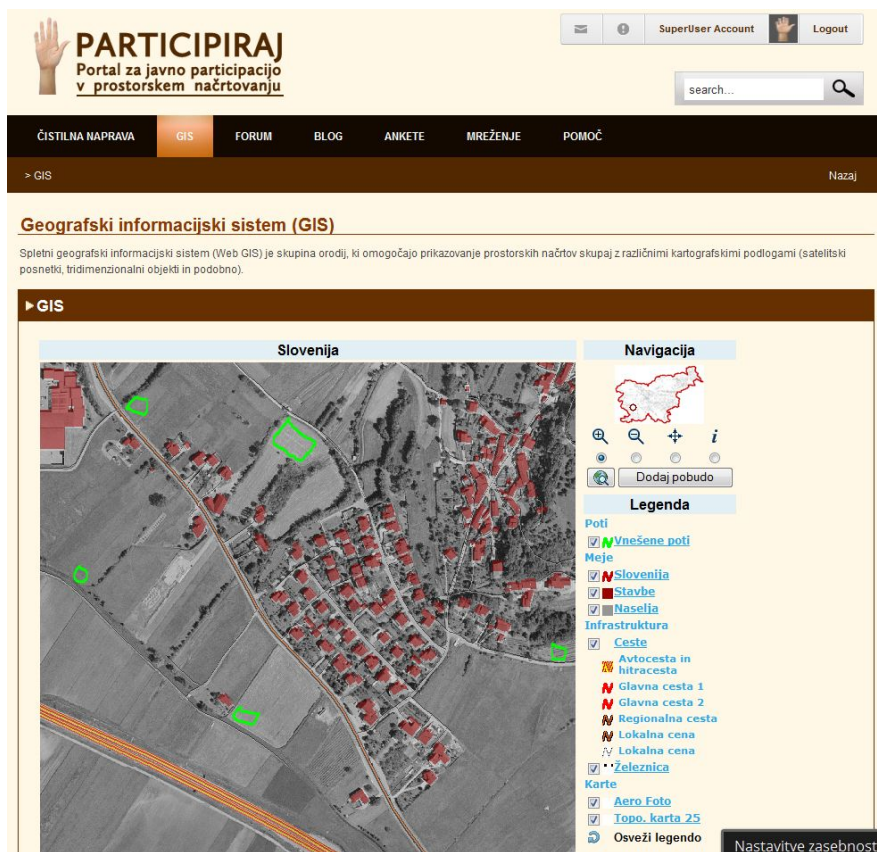 PARTICIPIRAJ
Portal za javno participacijo
v prostorskem načrtovanju
SuperUser Account
Logout
search...
ČISTILNA NAPRAVA GIS FORUM BLOG ANKETE MREŽENJE POMOČ
> GIS
Nazaj
Geografski informacijski sistem (GIS)
Spletni geografski informacijski sistem (Web GIS) je skupina orodij, ki omogočajo prikazovanje prostorskih načrtov skupaj z različnimi kartografskimi podlogami (satelitski
posnetki, tridimenzionalni objekti in podobno).
GIS
Slovenija
Navigacija
i
Dodaj pobudo
Legenda
Poti
Vnešene poti
Meje
Slovenija
Stavbe
Naselja
Infrastruktura
Ceste
Avtocesta in
hitracesta
Glavna cesta 1
Glavna cesta 2
Regionalna cesta
Lokalna cena
Lokalna cena
Železnica
Karte
Aero Foto
Topo. karta 25
Osveži legendo
Nastavitve zasebnost